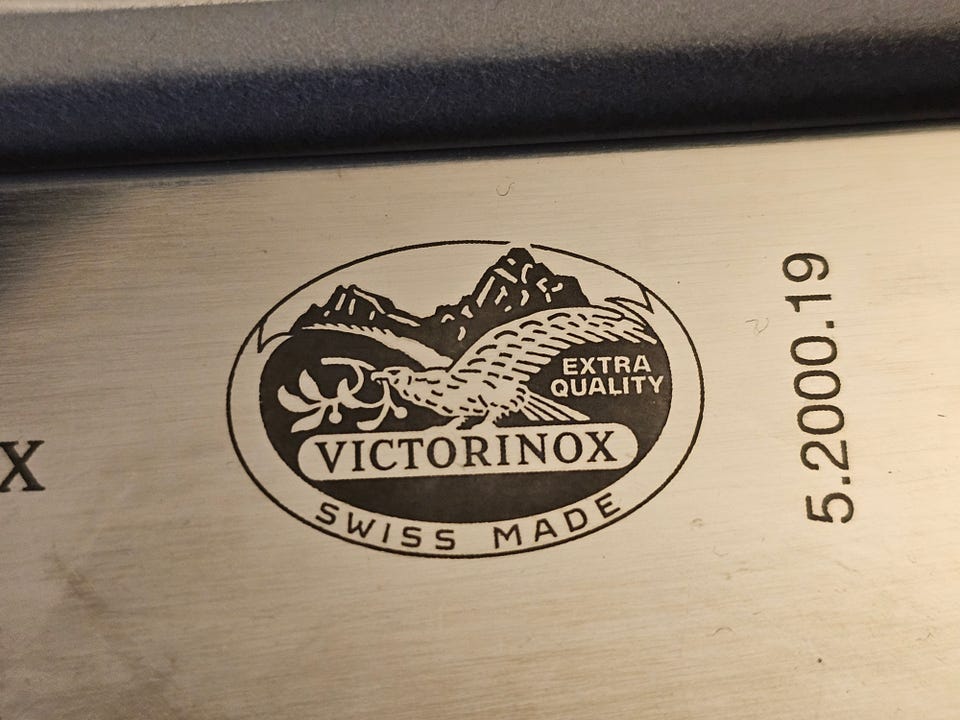 X
EXTRA
QUALITY
VICTORINOX
SWISS MADE
5.2000.19